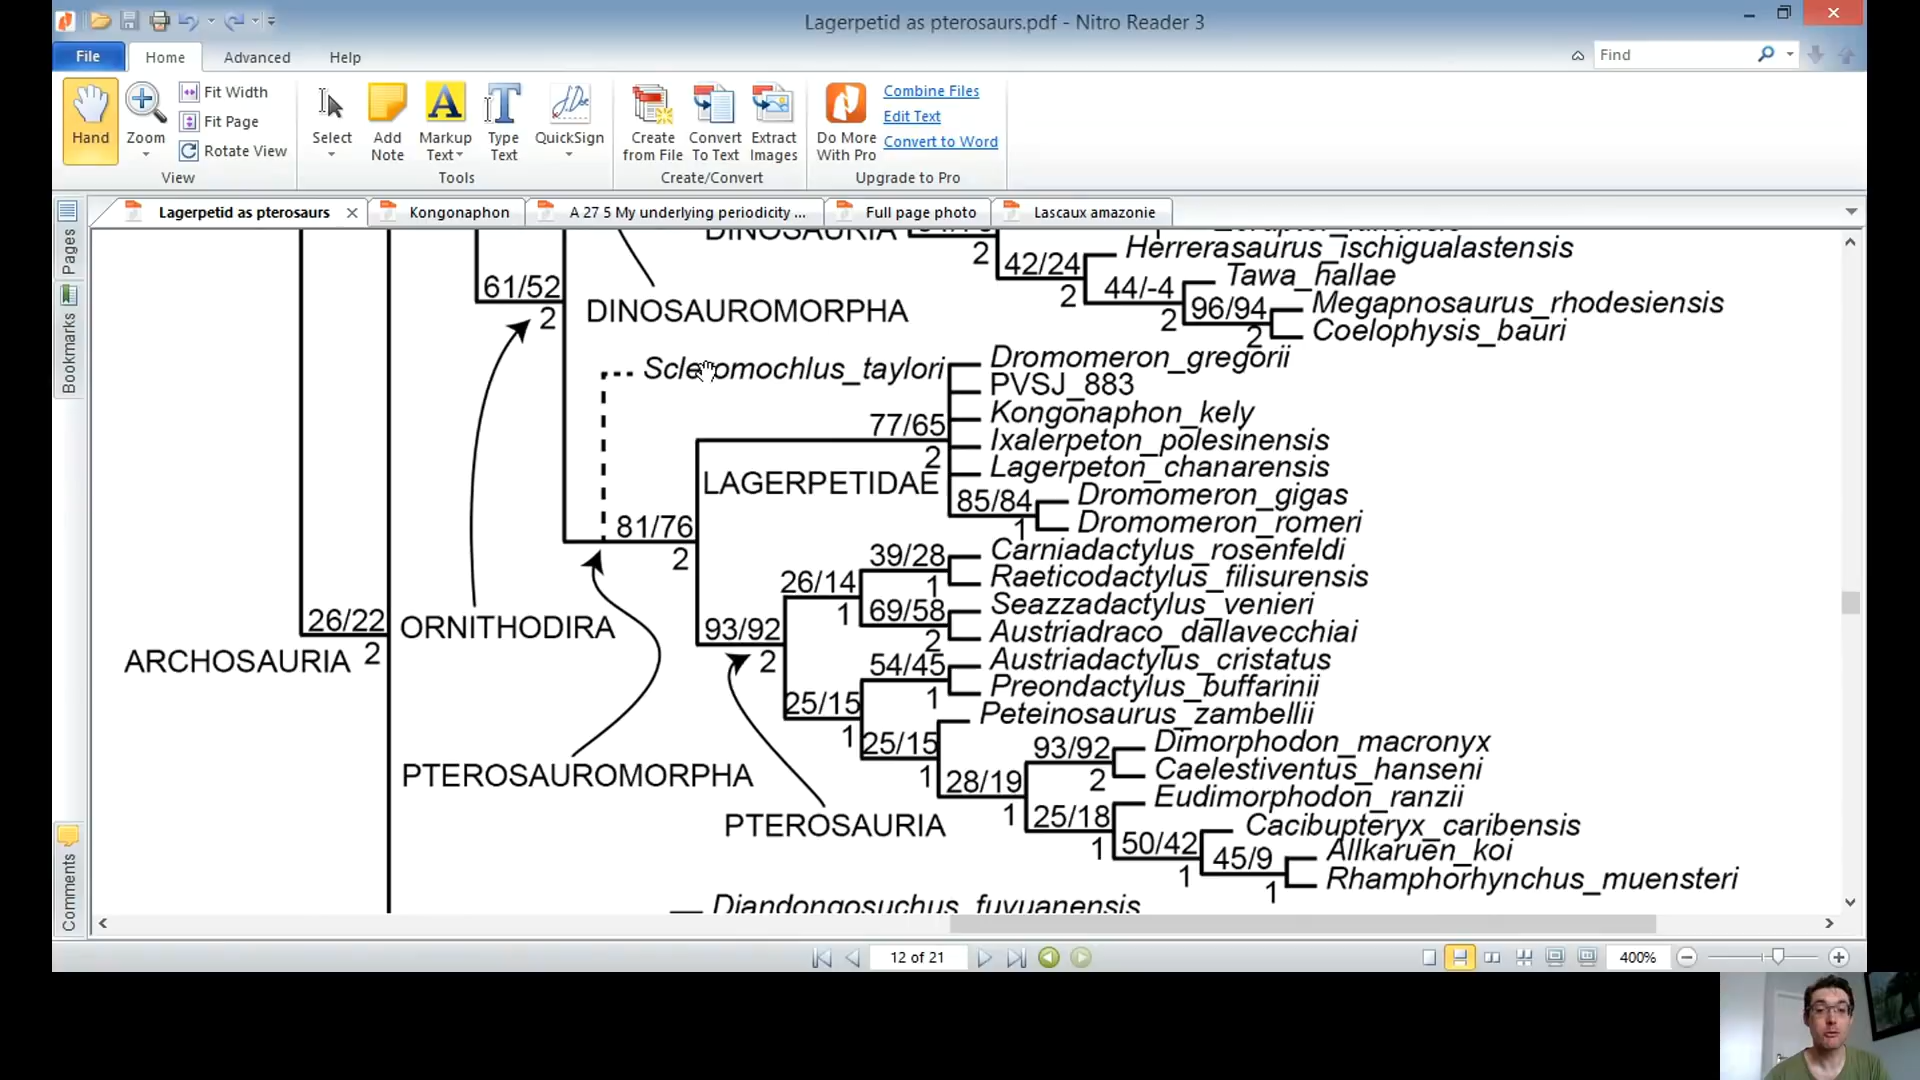 Lagerpetid as pterosaurs.pdf - Nitro Reader 3
File
Home
Advanced
Help
Find
Hand
Zoom
Fit Width
Fit Page
Rotate View
View
Select
Add Note
Markup Text
Type Text
QuickSign
Tools
Create from File
Convert To Text
Extract Images
Create/Convert
Do More With Pro
Combine Files
Edit Text
Convert to Word
Upgrade to Pro
Lagerpetid as pterosaurs
Kongonaphon
A 27 5 My underlying periodicity ...
Full page photo
Lascaux amazonie
Pages
Bookmarks
Comments
DINOSAURIA
2
42/24
2
Herrerasaurus_ischigualastensis
44/-4
2
Tawa_hallae
96/94
2
Megapnosaurus_rhodesiensis
Coelophysis_bauri
61/52
2
DINOSAUROMORPHA
Scleromochlus_taylori
Dromomeron_gregorii
PVSJ_883
Kongonaphon_kely
77/65
2
Ixalerpeton_polesinensis
Lagerpeton_chanarensis
LAGERPETIDAE
85/84
1
Dromomeron_gigas
Dromomeron_romeri
81/76
2
39/28
1
Carniadactylus_rosenfeldi
Raeticodactylus_filisurensis
26/14
1
69/58
2
Seazzadactylus_venieri
Austriadraco_dallavecchiai
93/92
2
54/45
1
Austriadactylus_cristatus
Preondactylus_buffarinii
25/15
1
Peteinosaurus_zambellii
25/15
1
93/92
2
Dimorphodon_macronyx
Caelestiventus_hanseni
28/19
1
Eudimorphodon_ranzii
25/18
1
Cacibupteryx_caribensis
50/42
1
45/9
1
Allkaruen_koi
Rhamphorhynchus_muensteri
26/22
2
ORNITHODIRA
ARCHOSAURIA
PTEROSAUROMORPHA
PTEROSAURIA
Diandongosuchus_fuyuanensis
12 of 21
400%